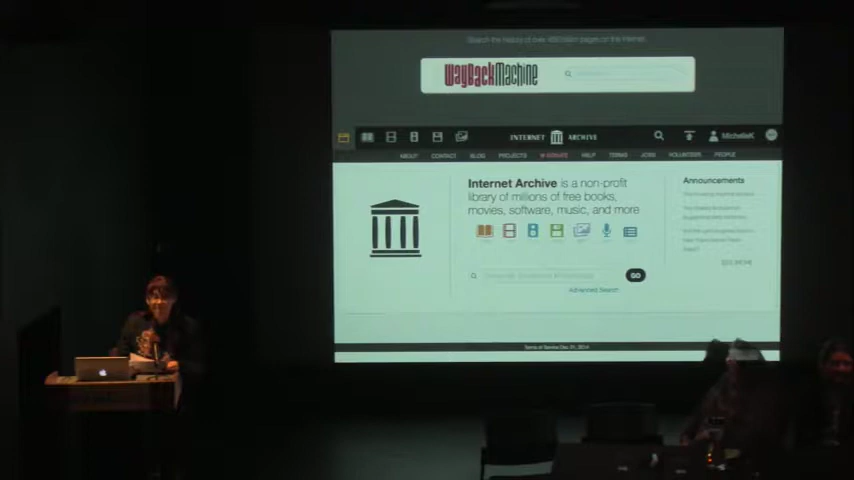 Search the history of over 450 billion pages on the Internet.
WayBackMachine
INTERNET ARCHIVE MichelleK
ABOUT CONTACT BLOG PROJECTS DONATE HELP TERMS JOBS VOLUNTEER PEOPLE
Internet Archive is a non-profit
library of millions of free books,
movies, software, music, and more
GO
Advanced Search
Announcements
SEE MORE
Terms of Service Dec 31, 2014